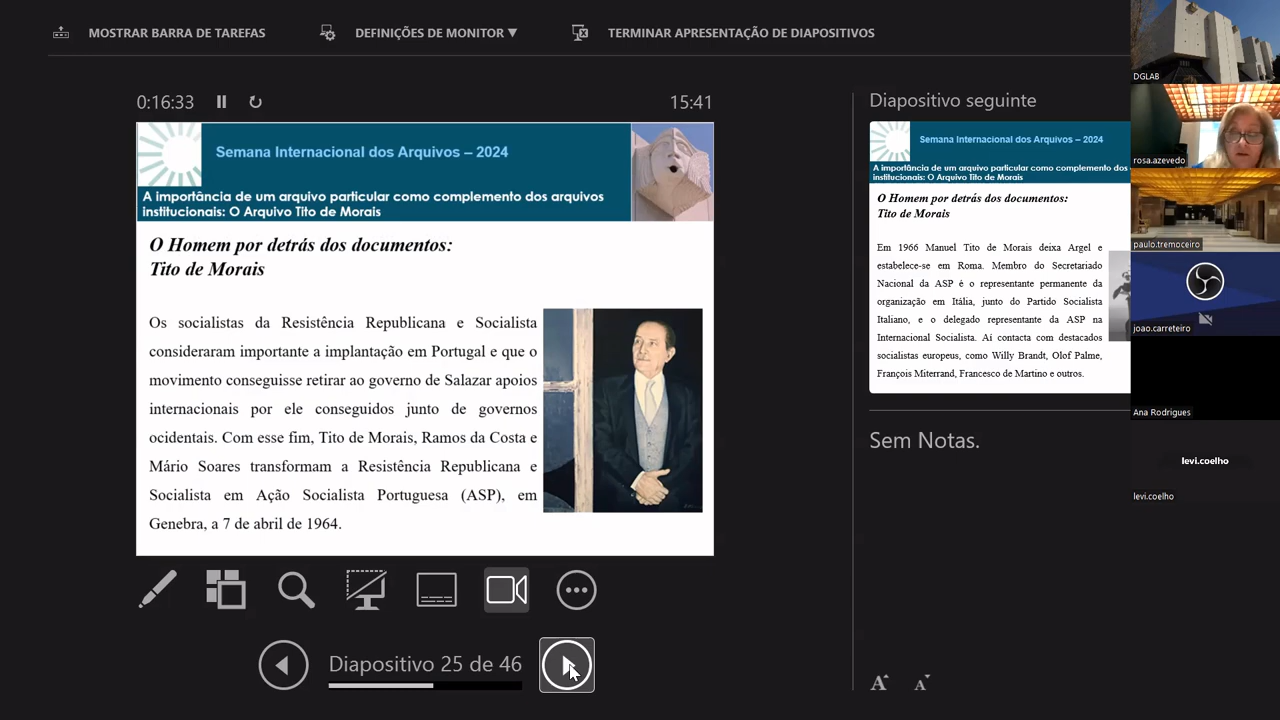 MOSTRAR BARRA DE TAREFAS
DEFINIÇÕES DE MONITOR ▼
TERMINAR APRESENTAÇÃO DE DIAPOSITIVOS
0:16:33
15:41
Semana Internacional dos Arquivos – 2024
A importância de um arquivo particular como complemento dos arquivos
institucionais: O Arquivo Tito de Morais
O Homem por detrás dos documentos:
Tito de Morais
Os socialistas da Resistência Republicana e Socialista
consideraram importante a implantação em Portugal e que o
movimento conseguisse retirar ao governo de Salazar apoios
internacionais por ele conseguidos junto de governos
ocidentais. Com esse fim, Tito de Morais, Ramos da Costa e
Mário Soares transformam a Resistência Republicana e
Socialista em Ação Socialista Portuguesa (ASP), em
Genebra, a 7 de abril de 1964.
Diapositivo 25 de 46
Diapositivo seguinte
Semana Internacional dos Arquivos – 2024
A importância de um arquivo particular como complemento dos
institucionais: O Arquivo Tito de Morais
O Homem por detrás dos documentos:
Tito de Morais
Em 1966 Manuel Tito de Morais deixa Argel e
estabelece-se em Roma. Membro do Secretariado
Nacional da ASP é o representante permanente da
organização em Itália, junto do Partido Socialista
Italiano, e o delegado representante da ASP na
Internacional Socialista. Aí contacta com destacados
socialistas europeus, como Willy Brandt, Olof Palme,
François Miterrand, Francesco de Martino e outros.
Sem Notas.
A A
DGLAB
rosa.azevedo
paulo.tremoceiro
joao.carreteiro
Ana Rodrigues
levi.coelho
levi.coelho